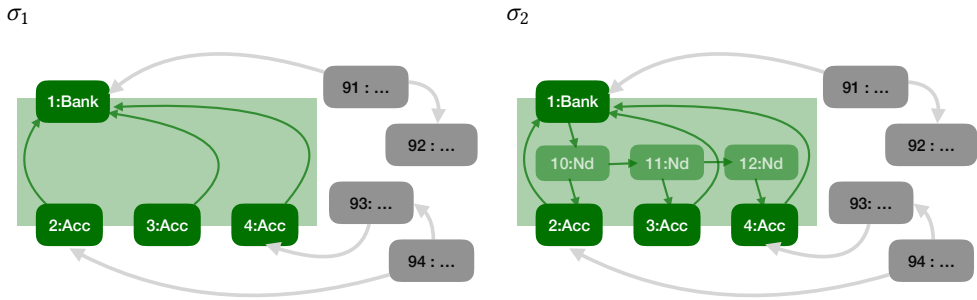 σ1
σ2
1:Bank
91 : ...
92 : ...
2:Acc
3:Acc
4:Acc
93: ...
94 : ...
1:Bank
91 : ...
92 : ...
10:Nd
11:Nd
12:Nd
2:Acc
3:Acc
4:Acc
93: ...
94 : ...